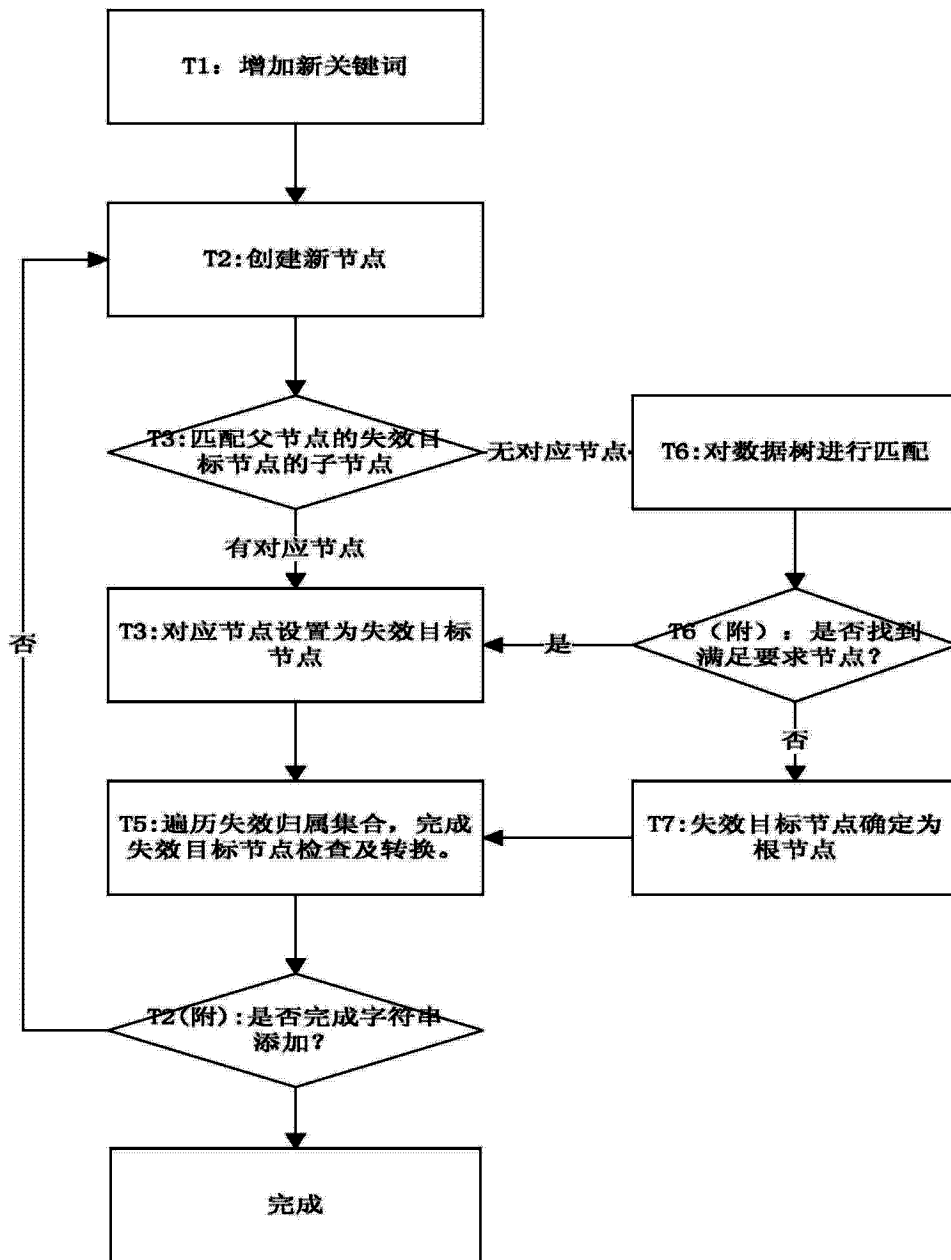 T1: 增加新关键词
T2:创建新节点
T3:匹配父节点的失效目
标节点的子节点
无对应节点
T6:对数据树进行匹配
有对应节点
T3:对应节点设置为失效目标
节点
是
T6（附）：是否找到
满足要求节点？
否
否
T5:遍历失效归属集合，完成
失效目标节点检查及转换。
T7:失效目标节点确定为
根节点
T2(附):是否完成字符串
添加？
完成